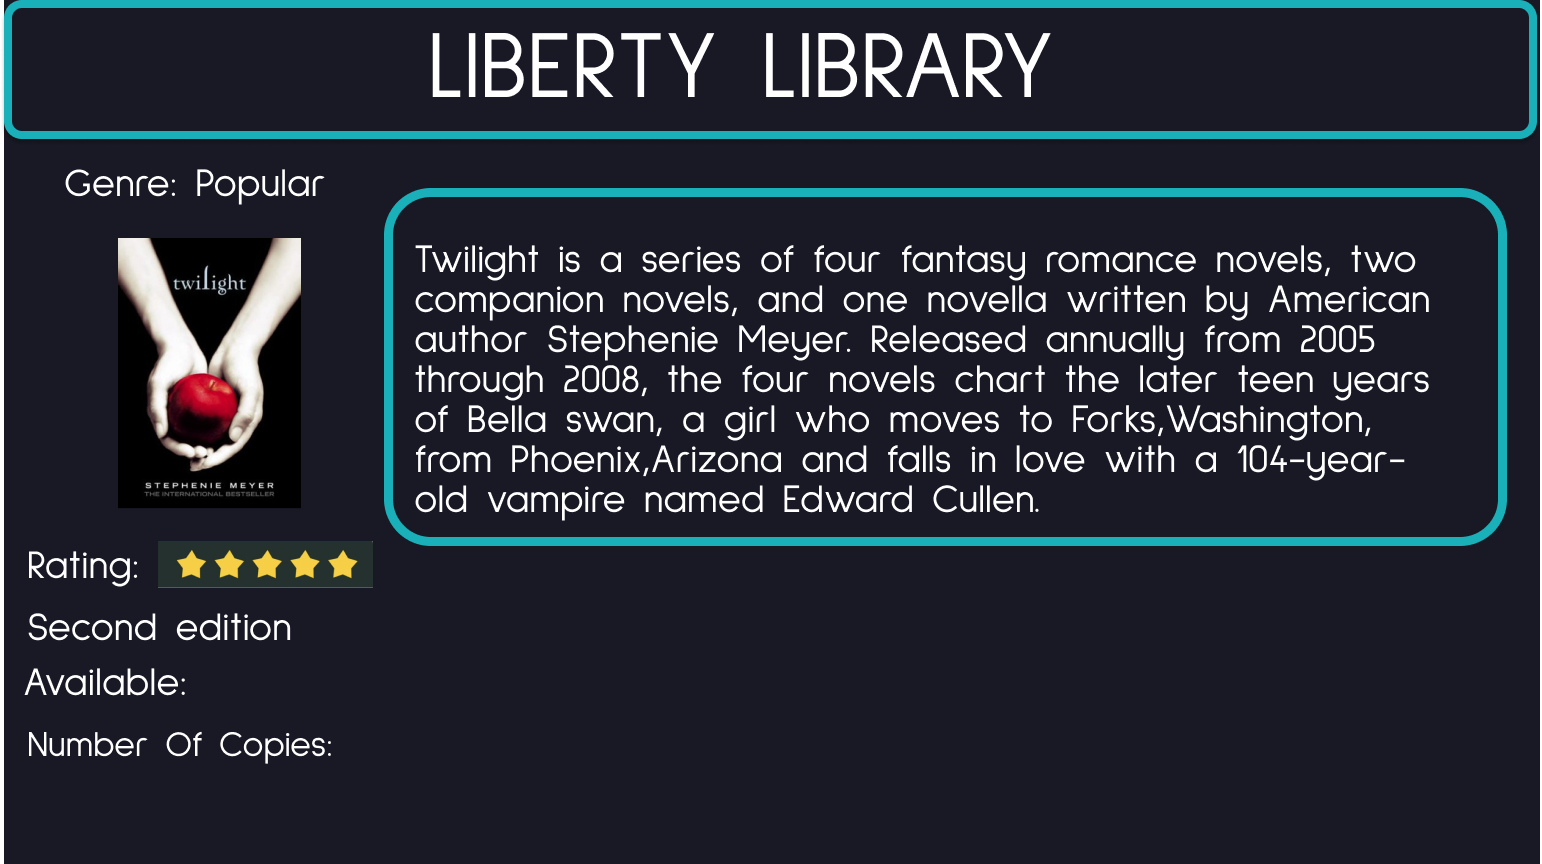 LIBERTY LIBRARY
Genre: Popular
twilight
STEPHENIE MEYER
THE INTERNATIONAL BESTSELLER
Twilight is a series of four fantasy romance novels, two
companion novels, and one novella written by American
author Stephenie Meyer. Released annually from 2005
through 2008, the four novels chart the later teen years
of Bella swan, a girl who moves to Forks,Washington,
from Phoenix,Arizona and falls in love with a 104-year-
old vampire named Edward Cullen.
Rating:
Second edition
Available:
Number Of Copies: